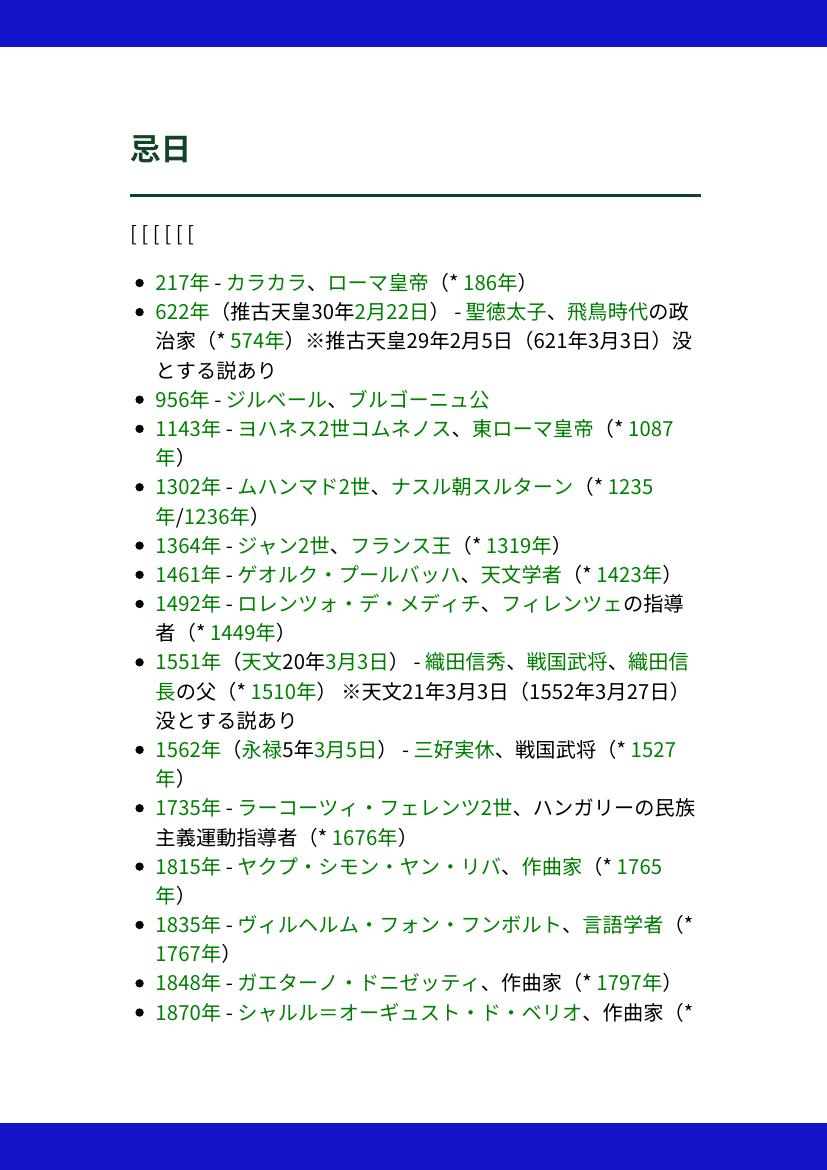 忌日
[ [ [ [ [ [
217年 - カラカラ、ローマ皇帝（* 186年）
622年（推古天皇30年2月22日） - 聖徳太子、飛鳥時代の政
治家（* 574年）※推古天皇29年2月5日（621年3月3日）没
とする説あり
956年 - ジルベール、ブルゴーニュ公
1143年 - ヨハネス2世コムネノス、東ローマ皇帝（* 1087
年）
1302年 - ムハンマド2世、ナスル朝スルターン（* 1235
年/1236年）
1364年 - ジャン2世、フランス王（* 1319年）
1461年 - ゲオルク・プールバッハ、天文学者（* 1423年）
1492年 - ロレンツォ・デ・メディチ、フィレンツェの指導
者（* 1449年）
1551年（天文20年3月3日） - 織田信秀、戦国武将、織田信
長の父（* 1510年） ※天文21年3月3日（1552年3月27日）
没とする説あり
1562年（永禄5年3月5日） - 三好実休、戦国武将（* 1527
年）
1735年 - ラーコーツィ・フェレンツ2世、ハンガリーの民族
主義運動指導者（* 1676年）
1815年 - ヤクプ・シモン・ヤン・リバ、作曲家（* 1765
年）
1835年 - ヴィルヘルム・フォン・フンボルト、言語学者（*
1767年）
1848年 - ガエターノ・ドニゼッティ、作曲家（* 1797年）
1870年 - シャルル＝オーギュスト・ド・ベリオ、作曲家（*